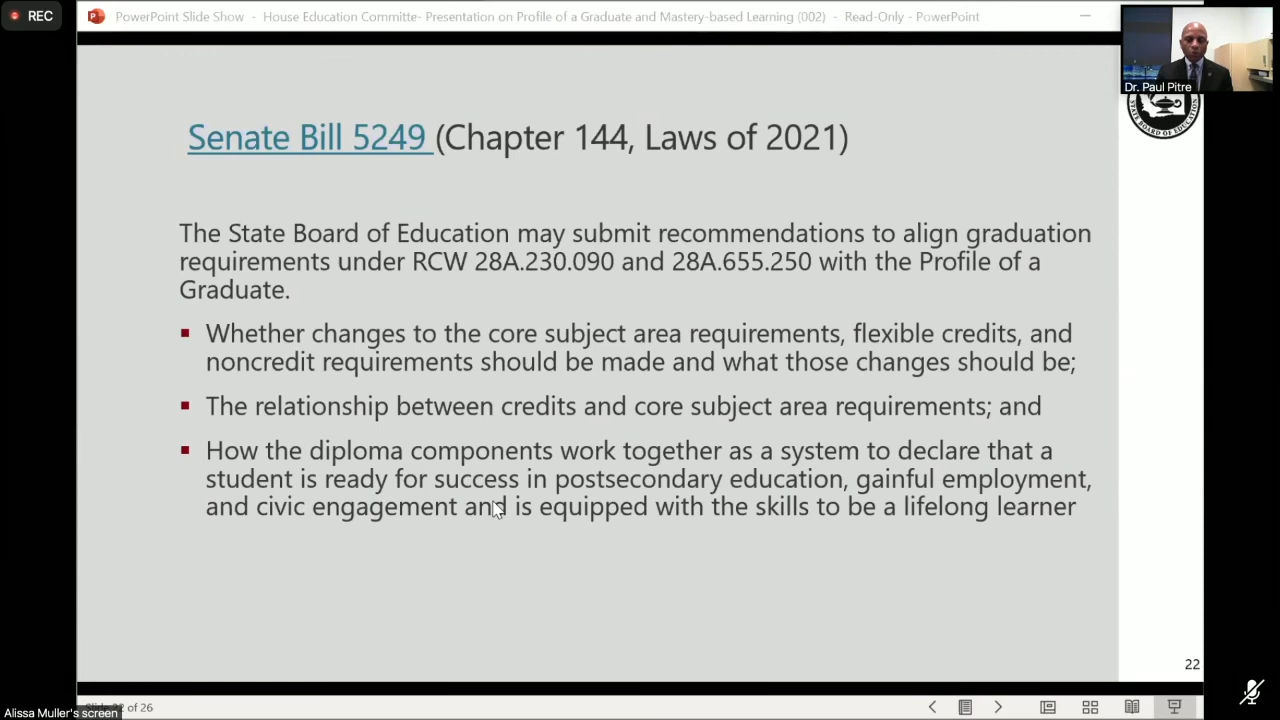 REC
PowerPoint Slide Show - House Education Committe- Presentation on Profile of a Graduate and Mastery-based Learning (002) - Read-Only - PowerPoint
Dr. Paul Pitre
STATE BOARD OF EDUCATION
Senate Bill 5249 (Chapter 144, Laws of 2021)
The State Board of Education may submit recommendations to align graduation
requirements under RCW 28A.230.090 and 28A.655.250 with the Profile of a
Graduate.
Whether changes to the core subject area requirements, flexible credits, and
noncredit requirements should be made and what those changes should be;
The relationship between credits and core subject area requirements; and
How the diploma components work together as a system to declare that a
student is ready for success in postsecondary education, gainful employment,
and civic engagement and is equipped with the skills to be a lifelong learner
22
of 26
Alissa Muller's screen